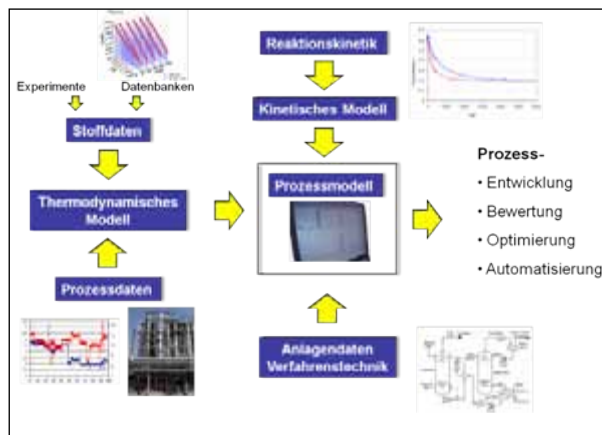 Experimente
Datenbanken
Stoffdaten
Thermodynamisches
Modell
Prozessdaten
Reaktionskinetik
Kinetisches Modell
Prozessmodell
Anlagendaten
Verfahrenstechnik
Prozess-
• Entwicklung
• Bewertung
• Optimierung
• Automatisierung